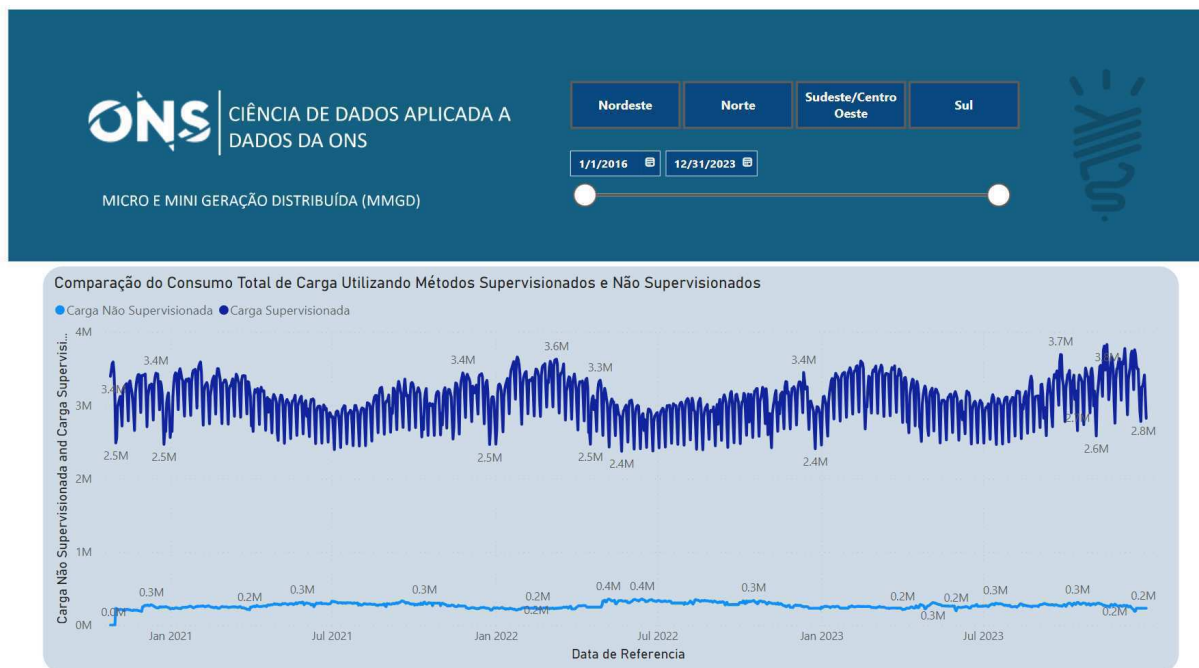 ONS
CIÊNCIA DE DADOS APLICADA A
DADOS DA ONS
MICRO E MINI GERAÇÃO DISTRIBUÍDA (MMGD)
Nordeste
Norte
Sudeste/Centro
Oeste
Sul
1/1/2016
12/31/2023
Comparação do Consumo Total de Carga Utilizando Métodos Supervisionados e Não Supervisionados
Carga Não Supervisionada Carga Supervisionada
Carga Não Supervisionada and Carga Supervisi...
4M
3M
2M
1M
0M
3.4M
3.4M
3.4M
3.6M
3.3M
3.4M
3.7M
2.5M
2.5M
2.5M
2.5M
2.4M
2.4M
2.6M
2.8M
0.0M
0.3M
0.2M
0.3M
0.3M
0.2M
0.4M
0.4M
0.3M
0.2M
0.3M
0.2M
0.3M
0.3M
0.2M
0.2M
Jan 2021
Jul 2021
Jan 2022
Jul 2022
Jan 2023
Jul 2023
Data de Referencia